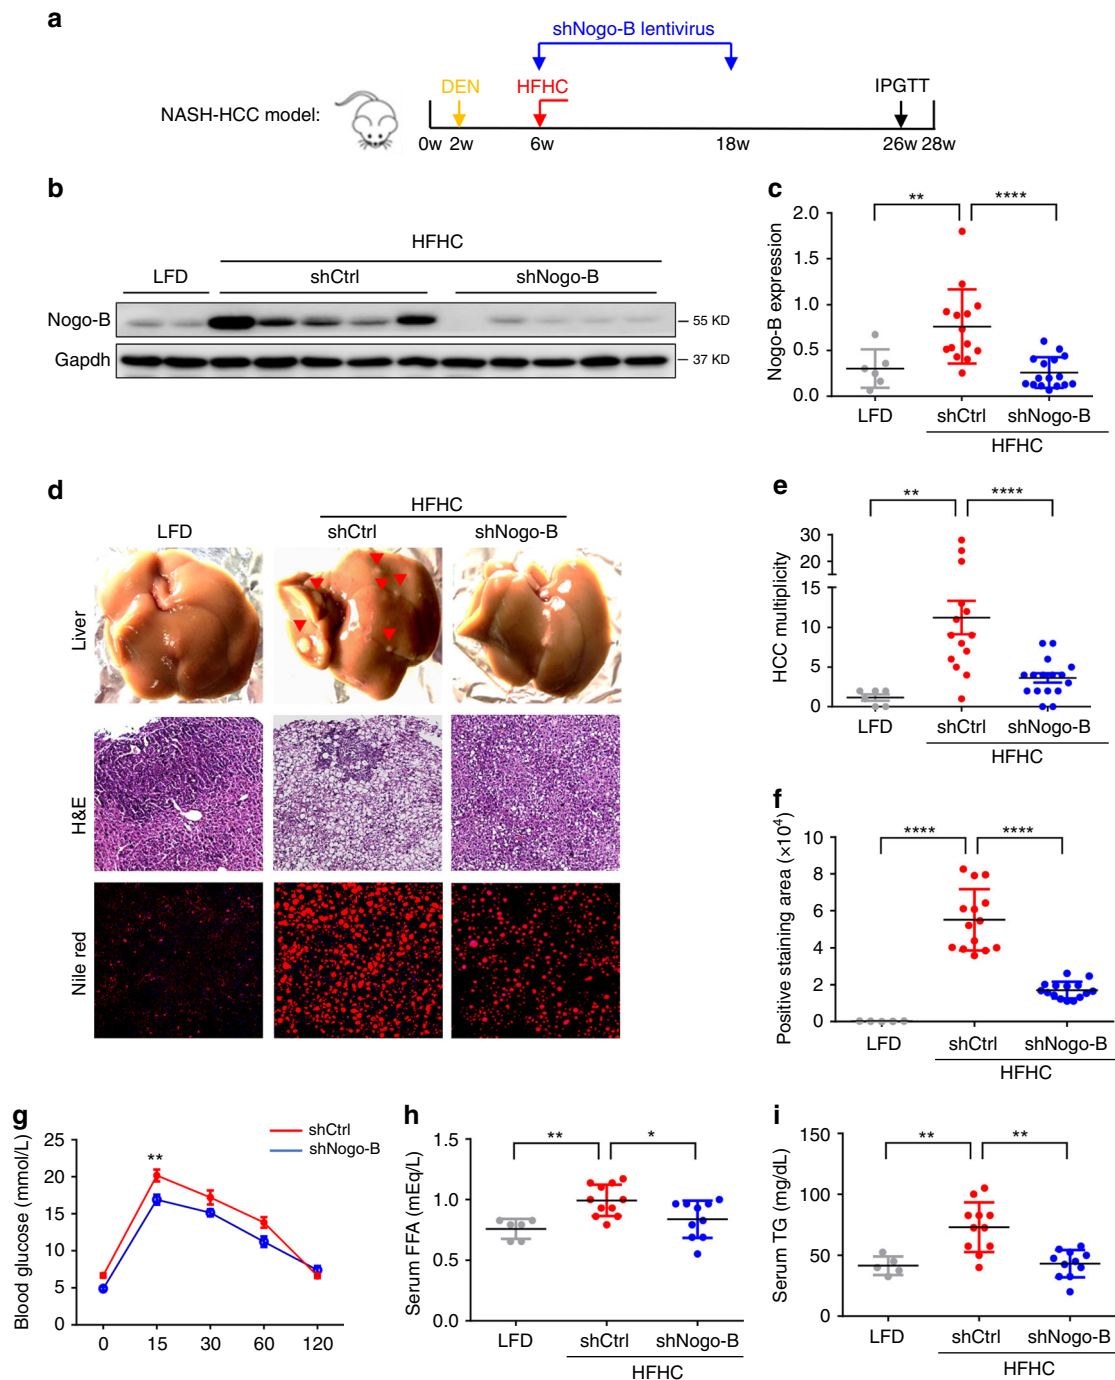 a
shNogo-B lentivirus
DEN
HFHC
IPGTT
NASH-HCC model:
0w 2w 6w 18w 26w 28w
b
HFHC
LFD shCtrl shNogo-B
Nogo-B
55 KD
Gapdh
37 KD
c
** ****
Nogo-B expression
2.0
1.5
1.0
0.5
0.0
LFD shCtrl shNogo-B
HFHC
d
HFHC
LFD shCtrl shNogo-B
Liver
H&E
Nile red
e
** ****
HCC multiplicity
30
20
15
10
5
0
LFD shCtrl shNogo-B
HFHC
f
**** ****
Positive staining area (×10⁴)
10
8
6
4
2
0
LFD shCtrl shNogo-B
HFHC
g
shCtrl
shNogo-B
**
Blood glucose (mmol/L)
25
20
15
10
5
0
0 15 30 60 120
h
** *
Serum FFA (mEq/L)
1.5
1.0
0.5
0.0
LFD shCtrl shNogo-B
HFHC
i
** **
Serum TG (mg/dL)
150
100
50
0
LFD shCtrl shNogo-B
HFHC